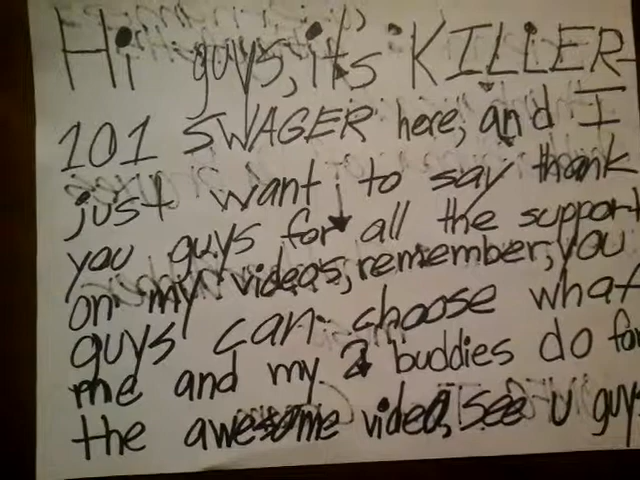 Hi guys, it's KILLER-
101 SWAGER here, and I
just want to say thank
you guys for all the support
on my videos, remember, you
guys can choose what
me and my 2 buddies do for
the awesome video, see u guys